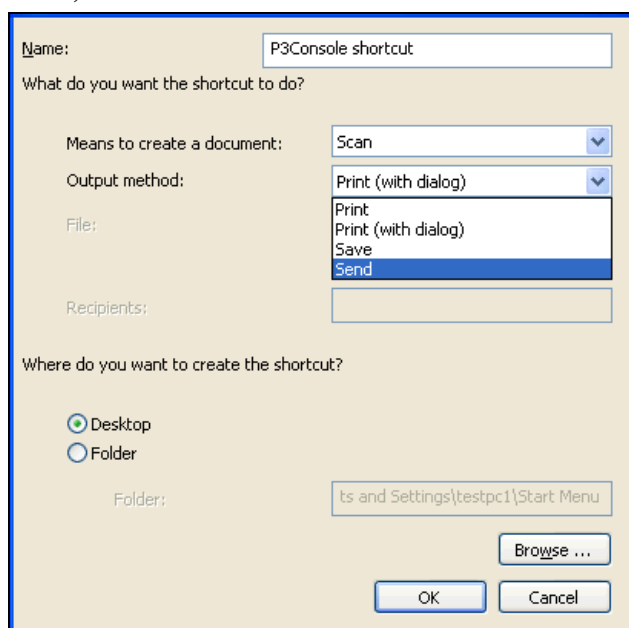 Name: P3Console shortcut
What do you want the shortcut to do?
Means to create a document: Scan
Output method: Print (with dialog)
File:
Print
Print (with dialog)
Save
Send
Recipients:
Where do you want to create the shortcut?
Desktop
Folder
Folder: ts and Settings\testpc1\Start Menu
Browse ...
OK Cancel